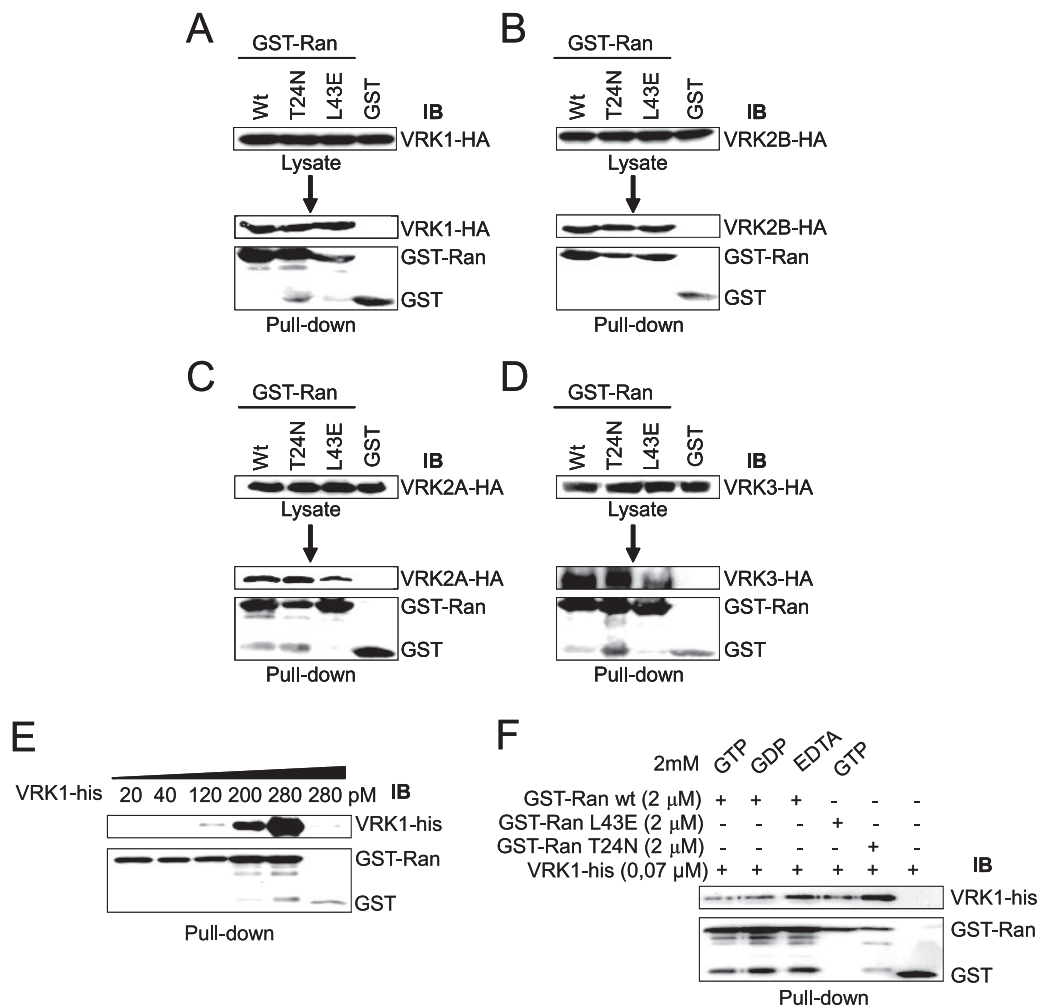 A
GST-Ran
Wt T24N L43E GST IB
VRK1-HA
Lysate
VRK1-HA
GST-Ran
GST
Pull-down
B
GST-Ran
Wt T24N L43E GST IB
VRK2B-HA
Lysate
VRK2B-HA
GST-Ran
GST
Pull-down
C
GST-Ran
Wt T24N L43E GST IB
VRK2A-HA
Lysate
VRK2A-HA
GST-Ran
GST
Pull-down
D
GST-Ran
Wt T24N L43E GST IB
VRK3-HA
Lysate
VRK3-HA
GST-Ran
GST
Pull-down
E
VRK1-his 20 40 120 200 280 280 pM IB
VRK1-his
GST-Ran
GST
Pull-down
F
2mM GTP GDP EDTA GTP
GST-Ran wt (2 µM) + + + - - -
GST-Ran L43E (2 µM) - - - + - -
GST-Ran T24N (2 µM) - - - - + -
VRK1-his (0,07 µM) + + + + + + IB
VRK1-his
GST-Ran
GST
Pull-down